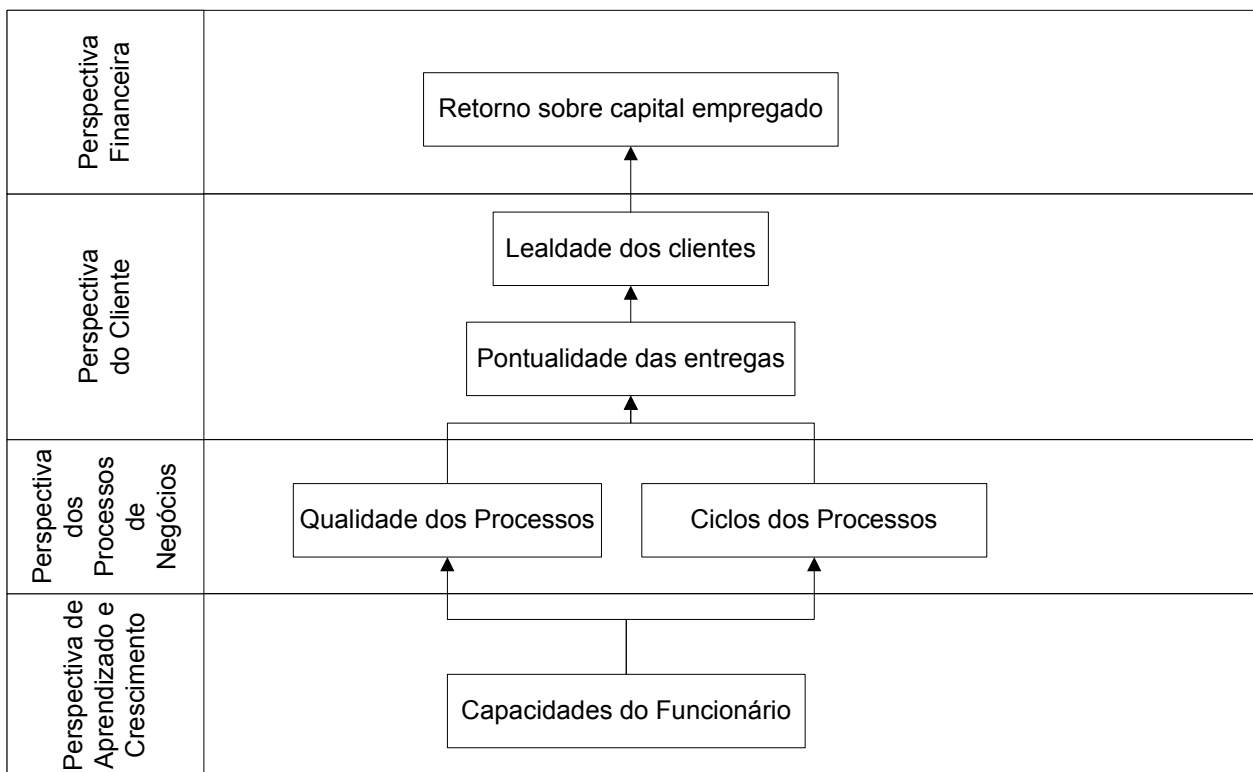 Perspectiva
Financeira
Retorno sobre capital empregado
Perspectiva
do Cliente
Lealdade dos clientes
Pontualidade das entregas
Perspectiva
dos
Processos
de
Negócios
Qualidade dos Processos
Ciclos dos Processos
Perspectiva de
Aprendizado e
Crescimento
Capacidades do Funcionário